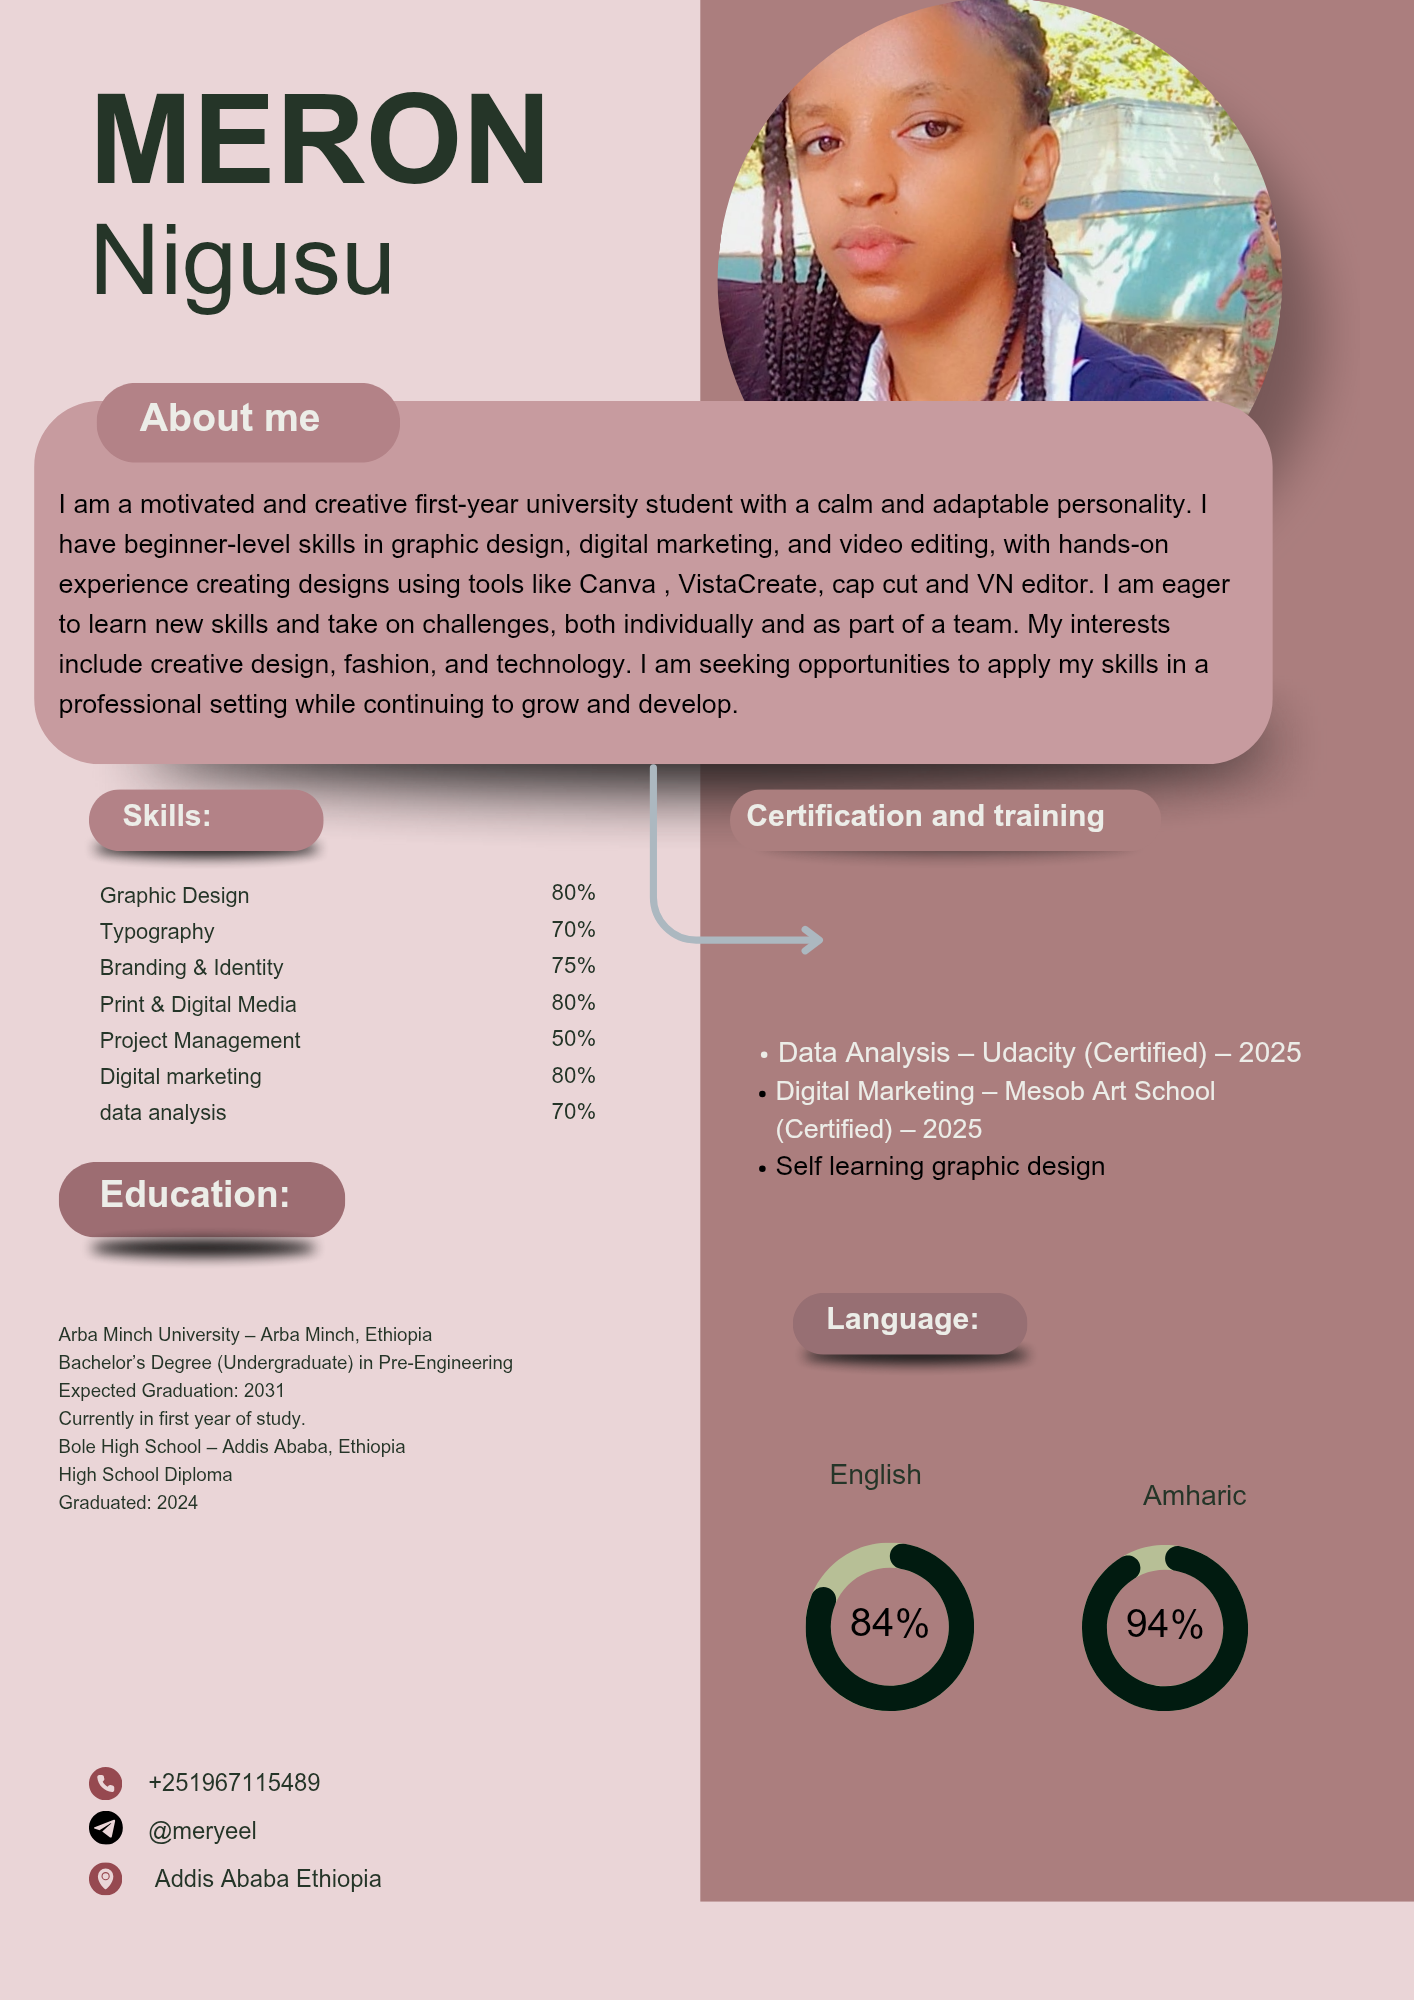 MERON
Nigusu
About me
I am a motivated and creative first-year university student with a calm and adaptable personality. I
have beginner-level skills in graphic design, digital marketing, and video editing, with hands-on
experience creating designs using tools like Canva , VistaCreate, cap cut and VN editor. I am eager
to learn new skills and take on challenges, both individually and as part of a team. My interests
include creative design, fashion, and technology. I am seeking opportunities to apply my skills in a
professional setting while continuing to grow and develop.
Skills:
Graphic Design 80%
Typography 70%
Branding & Identity 75%
Print & Digital Media 80%
Project Management 50%
Digital marketing 80%
data analysis 70%
Education:
Arba Minch University – Arba Minch, Ethiopia
Bachelor’s Degree (Undergraduate) in Pre-Engineering
Expected Graduation: 2031
Currently in first year of study.
Bole High School – Addis Ababa, Ethiopia
High School Diploma
Graduated: 2024
+251967115489
@meryeel
Addis Ababa Ethiopia
Certification and training
• Data Analysis – Udacity (Certified) – 2025
• Digital Marketing – Mesob Art School
(Certified) – 2025
• Self learning graphic design
Language:
English
Amharic
84%
94%